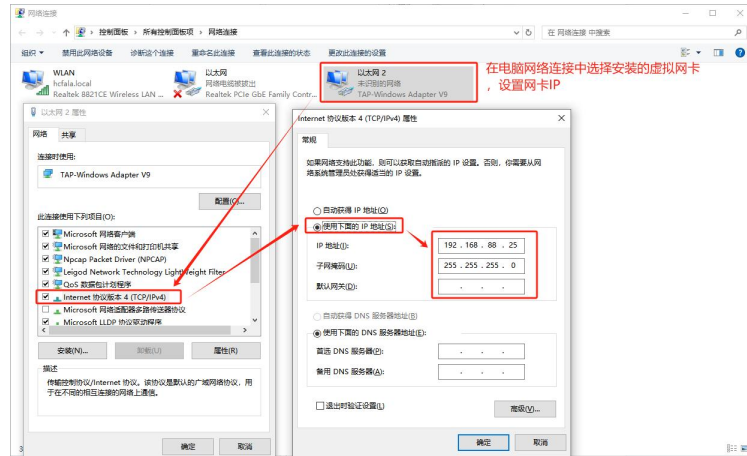 网络连接
控制面板 › 所有控制面板项 › 网络连接
在 网络连接 中搜索
组织 禁用此网络设备 诊断这个连接 重命名此连接 查看此连接的状态 更改此连接的设置
WLAN
hcfala.local
Realtek 8821CE Wireless LAN ...
以太网
网络电缆被拔出
Realtek PCIe GbE Family Contr...
以太网 2
未识别的网络
TAP-Windows Adapter V9
在电脑网络连接中选择安装的虚拟网卡
，设置网卡IP
以太网 2 属性
网络 共享
连接时使用:
TAP-Windows Adapter V9
配置(C)...
此连接使用下列项目(O):
Microsoft 网络客户端
Microsoft 网络的文件和打印机共享
Npcap Packet Driver (NPCAP)
Leigod Network Technology LightWeight Filter
QoS 数据包计划程序
Internet 协议版本 4 (TCP/IPv4)
Microsoft 网络适配器多路传送器协议
Microsoft LLDP 协议驱动程序
安装(N)... 卸载(U) 属性(R)
描述
传输控制协议/Internet 协议。该协议是默认的广域网络协议，用
于在不同的相互连接的网络上通信。
确定 取消
Internet 协议版本 4 (TCP/IPv4) 属性
常规
如果网络支持此功能，则可以获取自动指派的 IP 设置。否则，你需要从网
络系统管理员处获得适当的 IP 设置。
自动获得 IP 地址(O)
使用下面的 IP 地址(S):
IP 地址(I): 192 . 168 . 88 . 25
子网掩码(U): 255 . 255 . 255 . 0
默认网关(D): . . .
自动获得 DNS 服务器地址(B)
使用下面的 DNS 服务器地址(E):
首选 DNS 服务器(P): . . .
备用 DNS 服务器(A): . . .
退出时验证设置(L)
高级(V)...
确定 取消
3